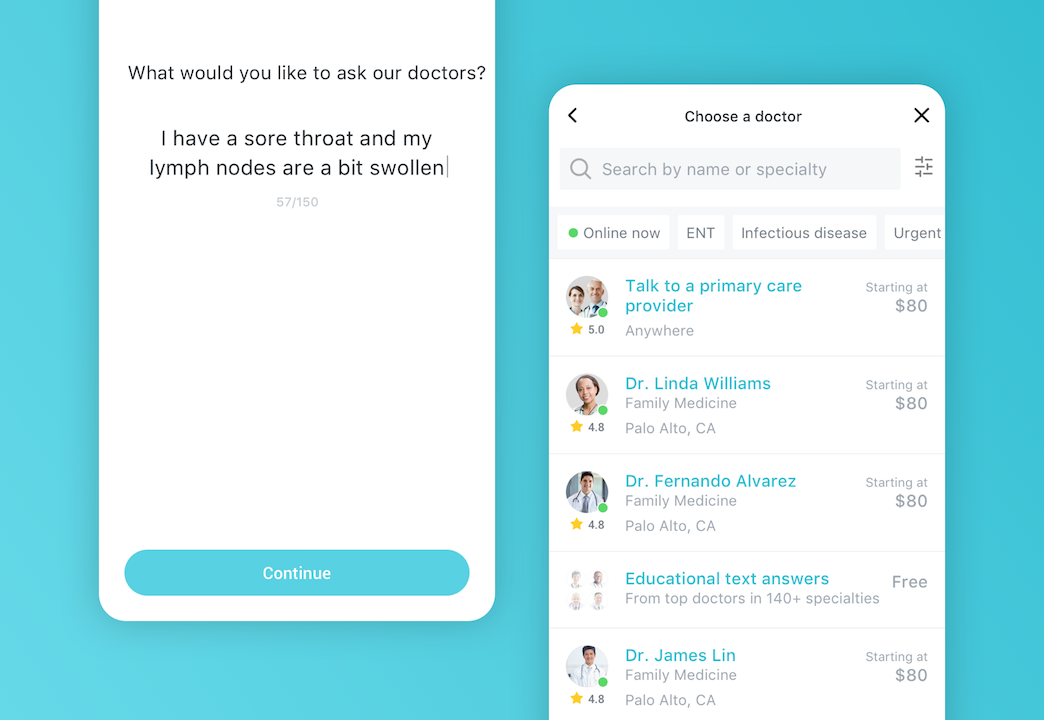 What would you like to ask our doctors?
I have a sore throat and my
lymph nodes are a bit swollen
57/150
Continue
Choose a doctor
Search by name or specialty
Online now
ENT
Infectious disease
Urgent
Talk to a primary care
provider
Anywhere
5.0
Starting at
$80
Dr. Linda Williams
Family Medicine
Palo Alto, CA
4.8
Starting at
$80
Dr. Fernando Alvarez
Family Medicine
Palo Alto, CA
4.8
Starting at
$80
Educational text answers
From top doctors in 140+ specialties
Free
Dr. James Lin
Family Medicine
Palo Alto, CA
4.8
Starting at
$80